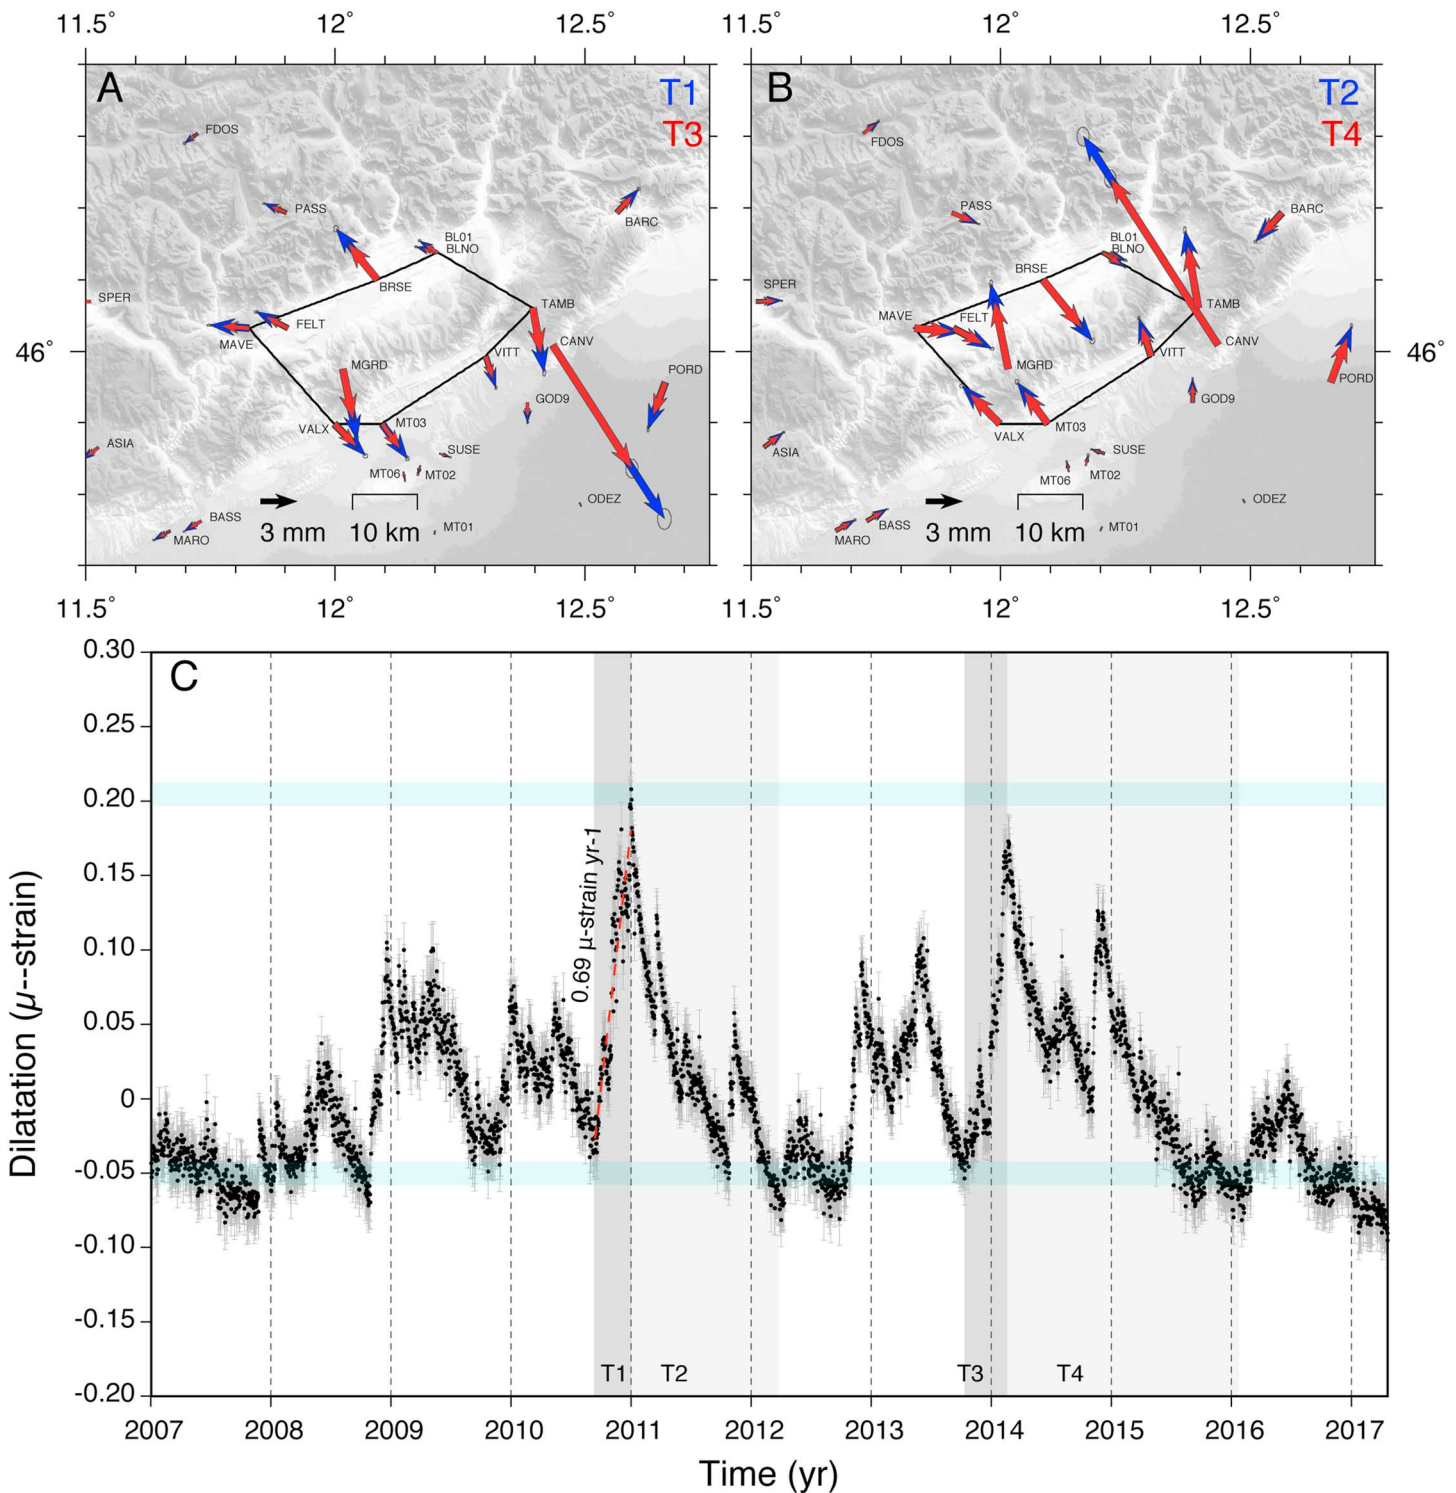 11.5° 12° 12.5° 11.5° 12° 12.5°
A T1 B T2
T3 T4
FDOS FDOS
PASS BARC PASS BARC
BL01 BL01
BLNO BLNO
SPER BRSE SPER BRSE
FELT TAMB MAVE FELT TAMB
46° MAVE VITT CANV VITT CANV 46°
MGRD PORD MGRD PORD
VALX MT03 GOD9 VALX MT03 GOD9
ASIA SUSE ASIA SUSE
MT06 MT02 MT06 MT02
BASS ODEZ BASS ODEZ
MARO 3 mm 10 km MT01 MARO 3 mm 10 km MT01
11.5° 12° 12.5° 11.5° 12° 12.5°
C
0.30
0.25
0.20
0.15
0.10
0.05
0
-0.05
-0.10
-0.15
-0.20
Dilatation (μ--strain)
0.69 μ-strain yr-1
T1 T2 T3 T4
2007 2008 2009 2010 2011 2012 2013 2014 2015 2016 2017
Time (yr)